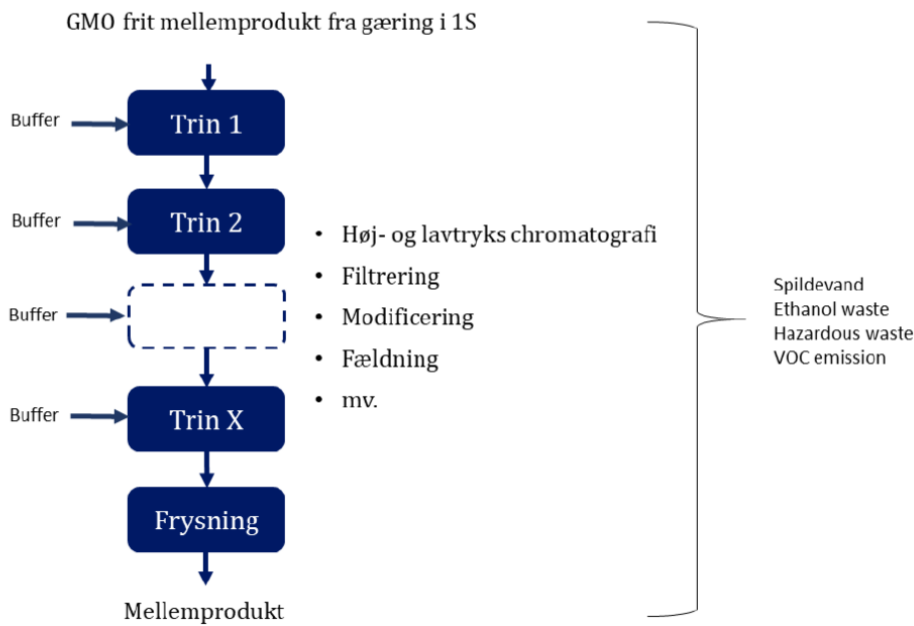 GMO frit mellemprodukt fra gæring i 1S
Buffer
Trin 1
Buffer
Trin 2
Buffer
Buffer
Trin X
Frysning
Mellemprodukt
• Høj- og lavtryks chromatografi
• Filtrering
• Modificering
• Fældning
• mv.
Spildevand
Ethanol waste
Hazardous waste
VOC emission